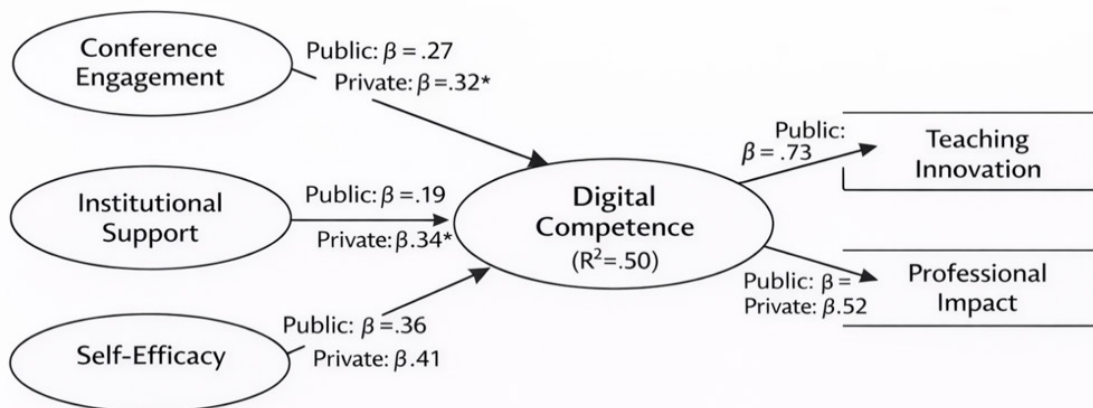 Conference
Engagement
Public: β = .27
Private: β =.32*
Institutional
Support
Public: β = .19
Private: β.34*
Self-Efficacy
Public: β =.36
Private: β.41
Digital
Competence
(R²=.50)
Public:
β = .73
Teaching
Innovation
Public: β =
Private: β.52
Professional
Impact